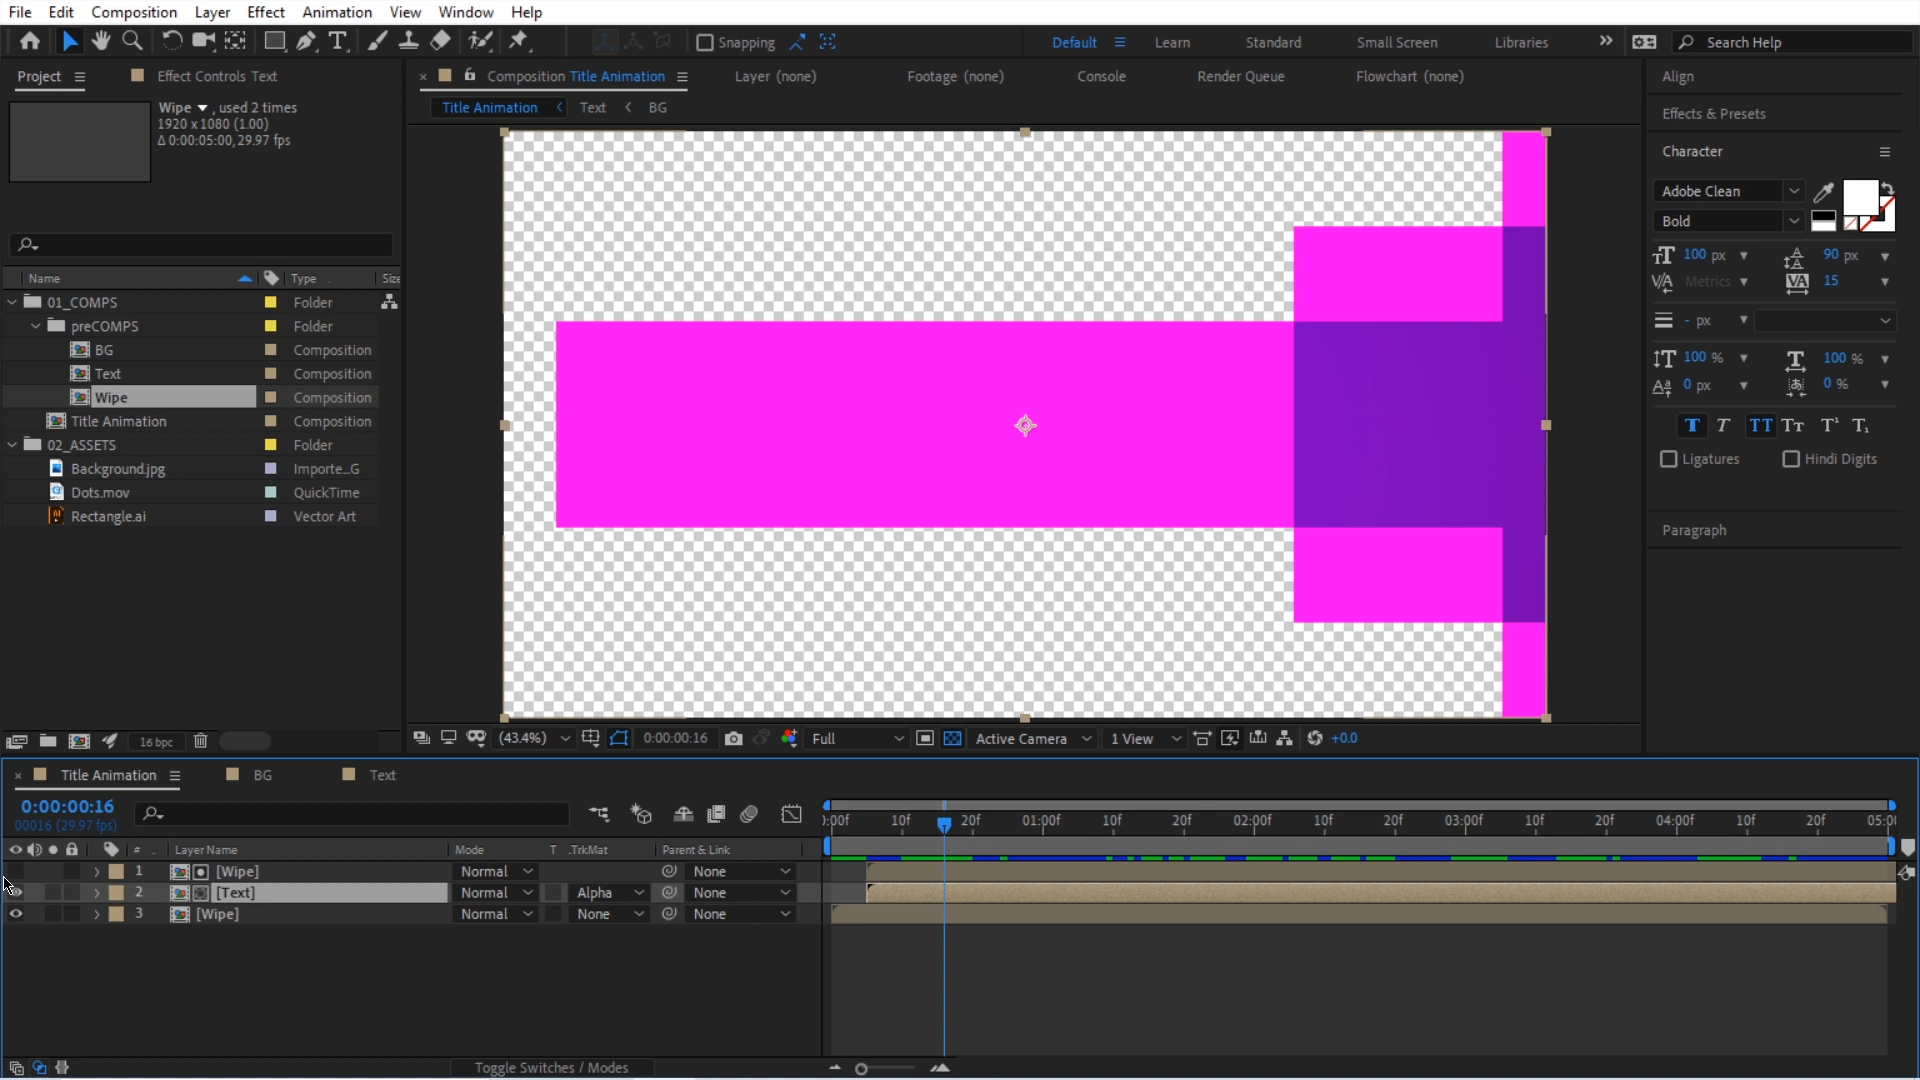 File Edit Composition Layer Effect Animation View Window Help
Snapping
Default Learn Standard Small Screen Libraries Search Help
Project Effect Controls Text
Composition Title Animation Layer (none) Footage (none) Console Render Queue Flowchart (none)
Title Animation Text BG
Wipe , used 2 times
1920 x 1080 (1.00)
Δ 0:00:05:00, 29.97 fps
Name Type Size
01_COMPS Folder
preCOMPS Folder
BG Composition
Text Composition
Wipe Composition
Title Animation Composition
02_ASSETS Folder
Background.jpg Importe...G
Dots.mov QuickTime
Rectangle.ai Vector Art
16 bpc
(43.4%) 0:00:00:16 Full Active Camera 1 View +0.0
Align
Effects & Presets
Character
Adobe Clean
Bold
100 px 90 px
Metrics 15
- px
100 % 100 %
0 px 0 %
T T TT Tт T¹ T₁
Ligatures Hindi Digits
Paragraph
Title Animation BG Text
0:00:00:16
00016 (29.97 fps)
:00f 10f 20f 01:00f 10f 20f 02:00f 10f 20f 03:00f 10f 20f 04:00f 10f 20f 05:00
# Layer Name Mode T .TrkMat Parent & Link
1 [Wipe] Normal None
2 [Text] Normal Alpha None
3 [Wipe] Normal None None
Toggle Switches / Modes